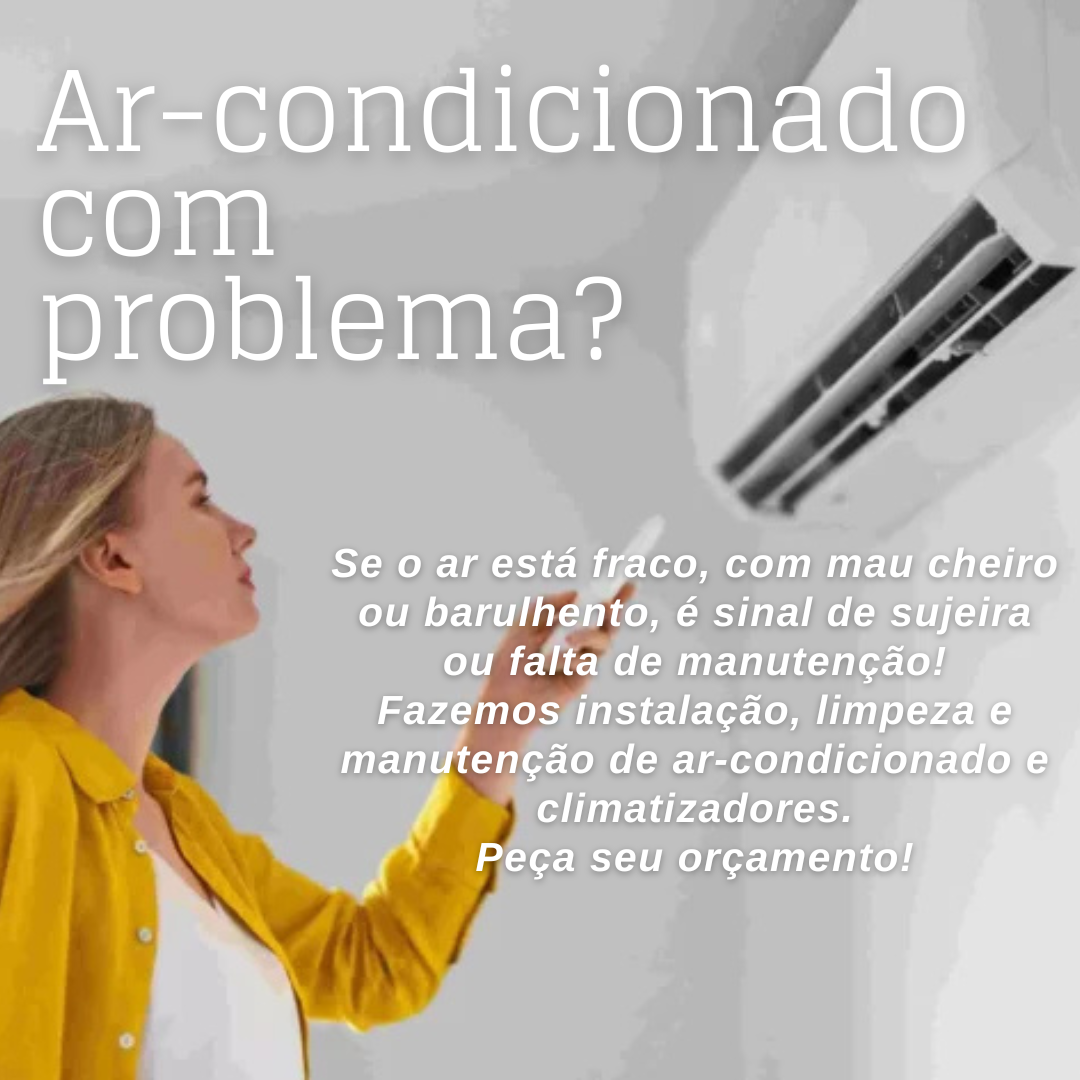 Ar-condicionado
com
problema?
Se o ar está fraco, com mau cheiro
ou barulhento, é sinal de sujeira
ou falta de manutenção!
Fazemos instalação, limpeza e
manutenção de ar-condicionado e
climatizadores.
Peça seu orçamento!